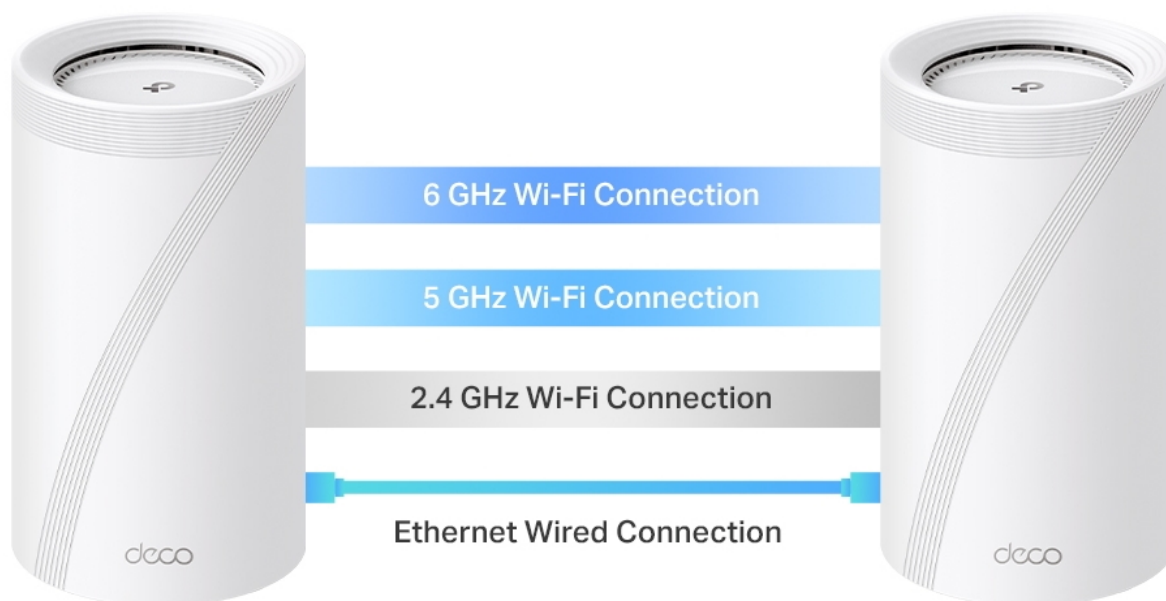 6 GHz Wi-Fi Connection
5 GHz Wi-Fi Connection
2.4 GHz Wi-Fi Connection
Ethernet Wired Connection
deco
deco